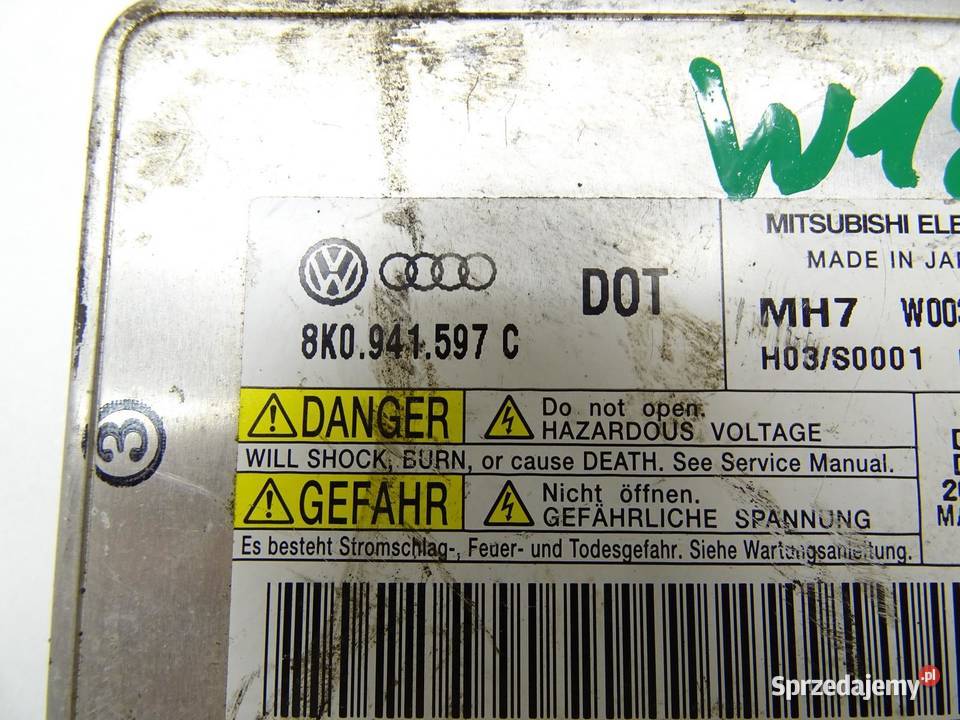 W1
MITSUBISHI
MADE IN
DOT
MH7
8K0.941.597 C
H03/S0001
3
DANGER
Do not open.
HAZARDOUS VOLTAGE
WILL SHOCK, BURN, or cause DEATH. See Service Manual.
GEFAHR
Nicht öffnen.
GEFÄHRLICHE SPANNUNG
Es besteht Stromschlag-, Feuer- und Todesgefahr. Siehe Wartungsanleitung.
Sprzedajemy.pl